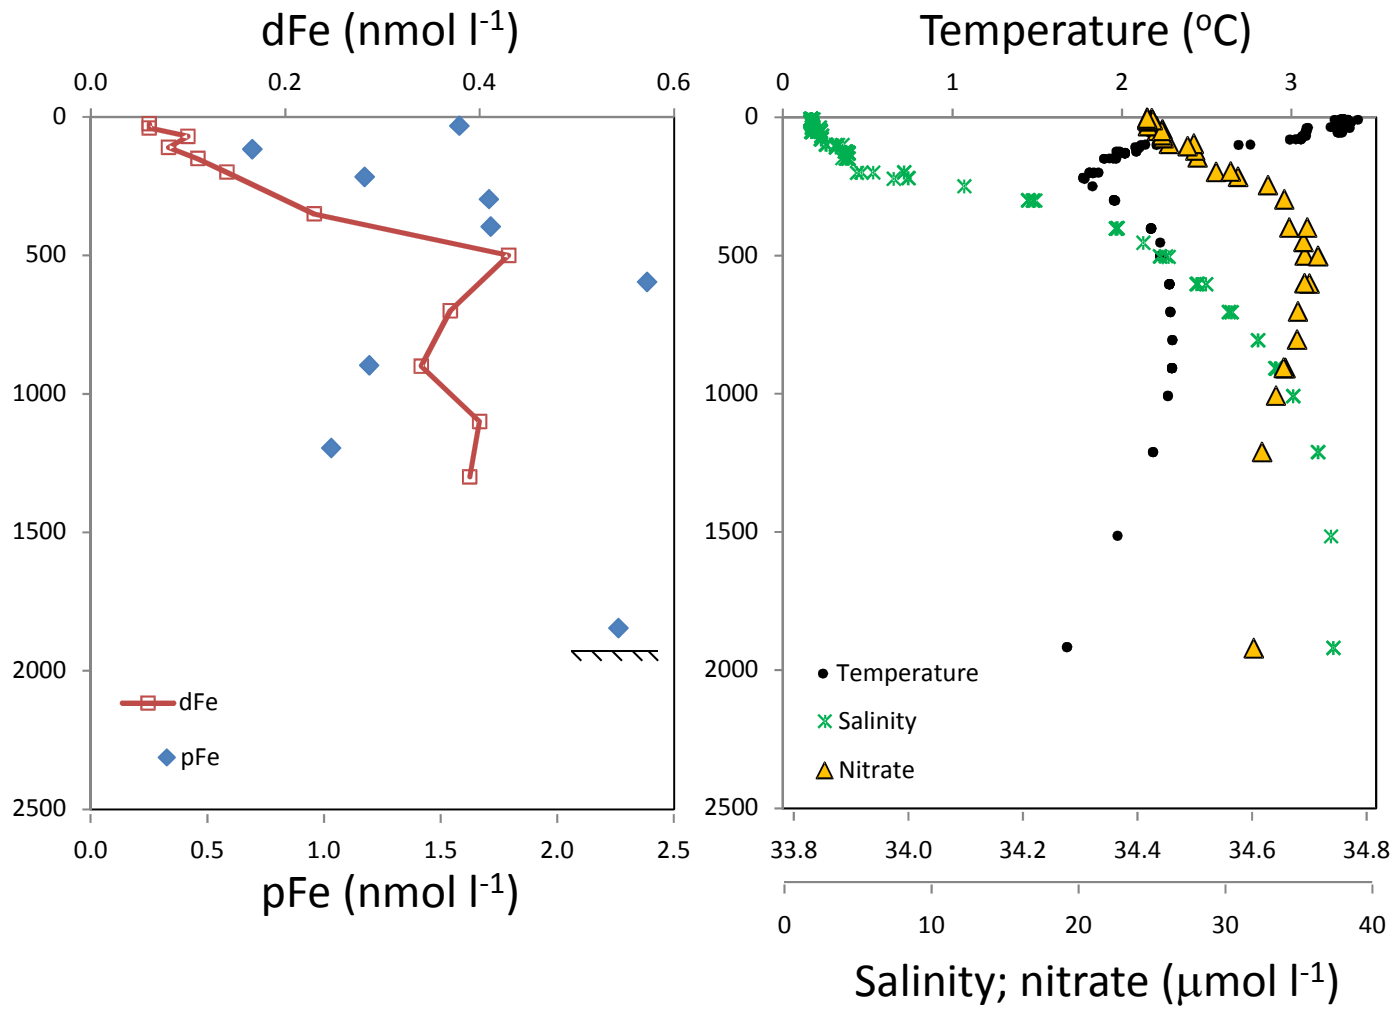 dFe (nmol l-1)
0.0 0.2 0.4 0.6
0
500
1000
1500
2000
2500
dFe
pFe
0.0 0.5 1.0 1.5 2.0 2.5
pFe (nmol l-1)
Temperature (oC)
0 1 2 3
0
500
1000
1500
2000
2500
Temperature
Salinity
Nitrate
33.8 34.0 34.2 34.4 34.6 34.8
0 10 20 30 40
Salinity; nitrate (μmol l-1)